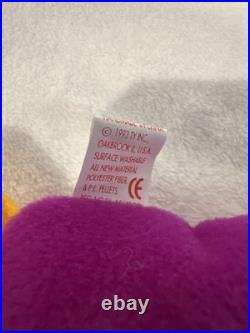 © 1993 TY INC.,
OAKBROOK IL, U.S.A.
SURFACE WASHABLE
ALL NEW MATERIAL
POLYESTER FIBER
& P.E. PELLETS
CE